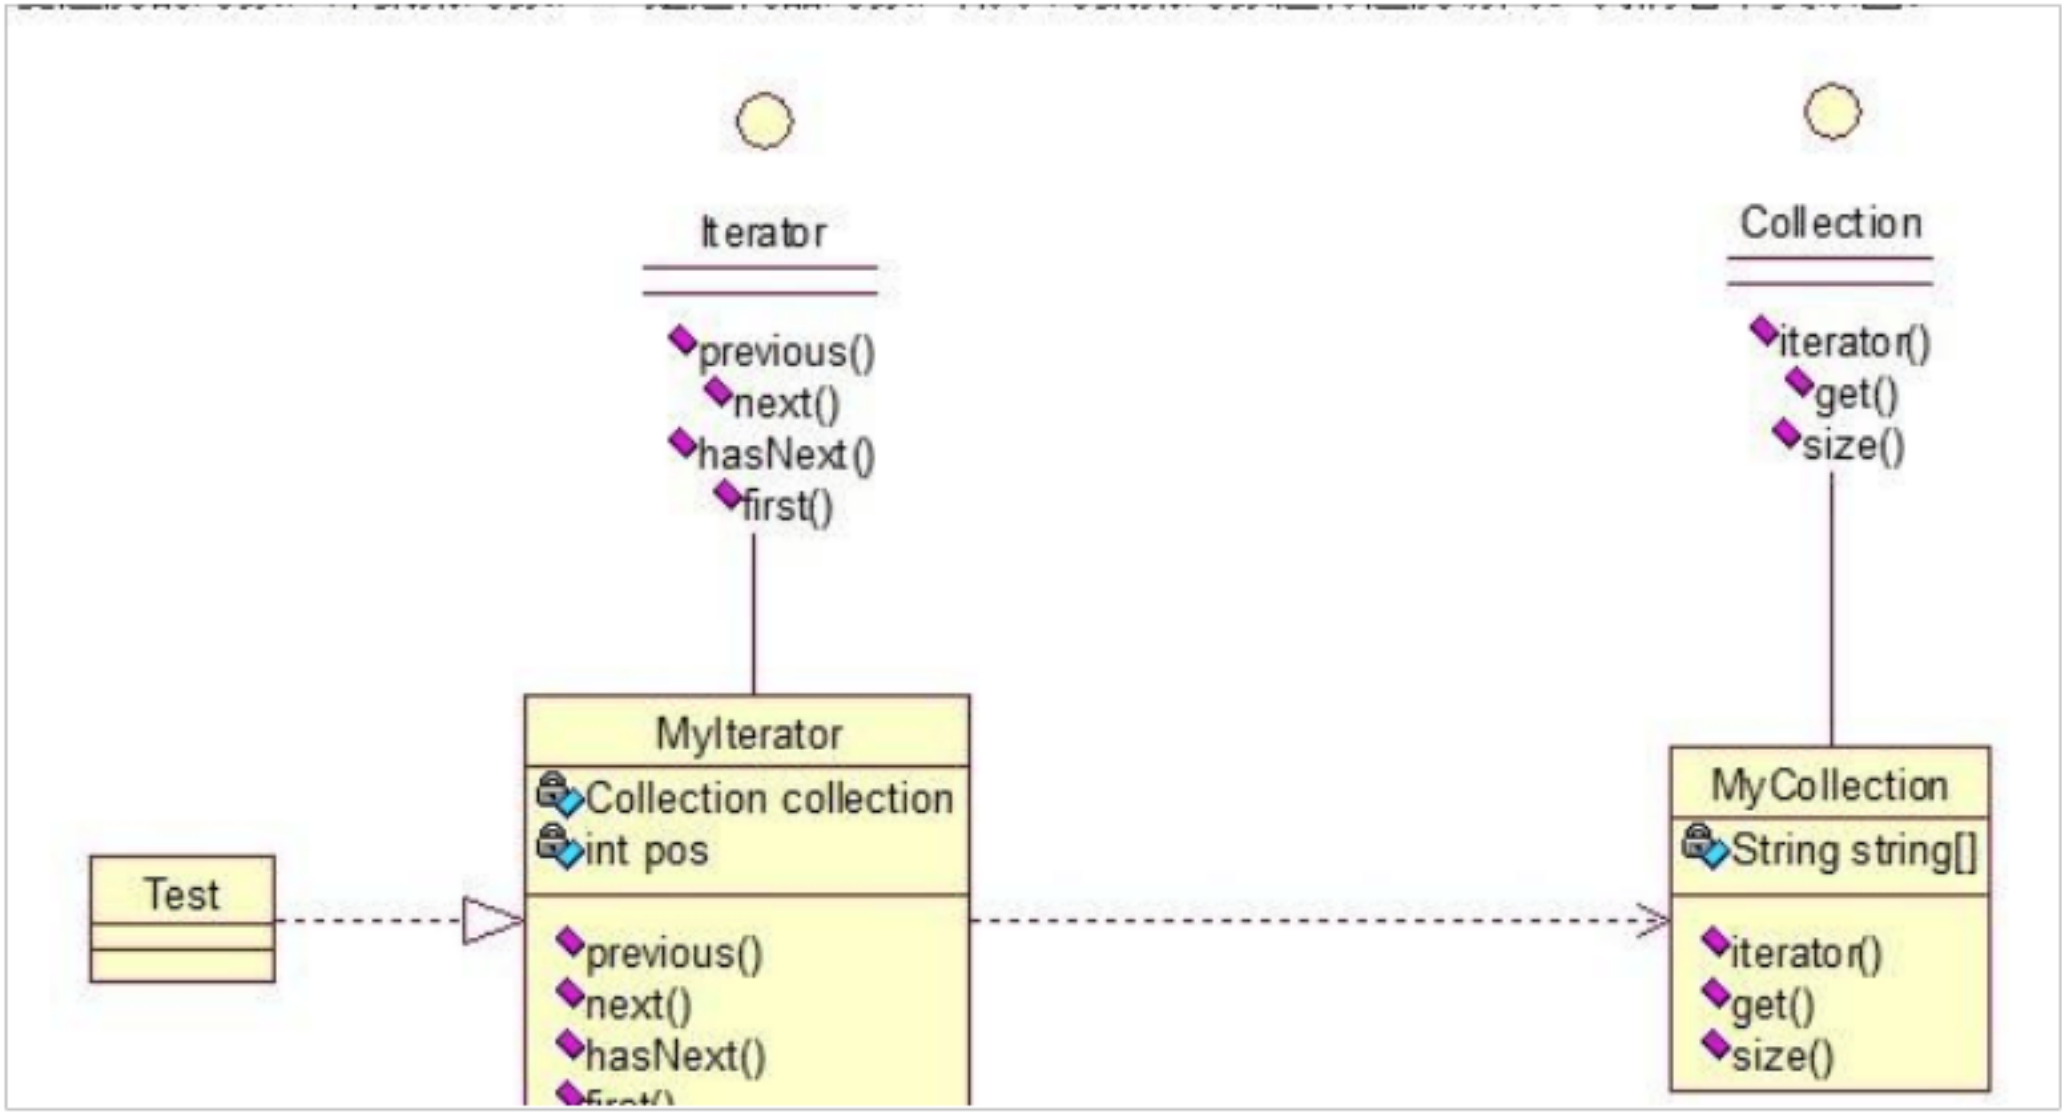 Iterator
previous()
next()
hasNext()
first()
Collection
iterator()
get()
size()
Test
MyIterator
Collection collection
int pos
previous()
next()
hasNext()
first()
MyCollection
String string[]
iterator()
get()
size()